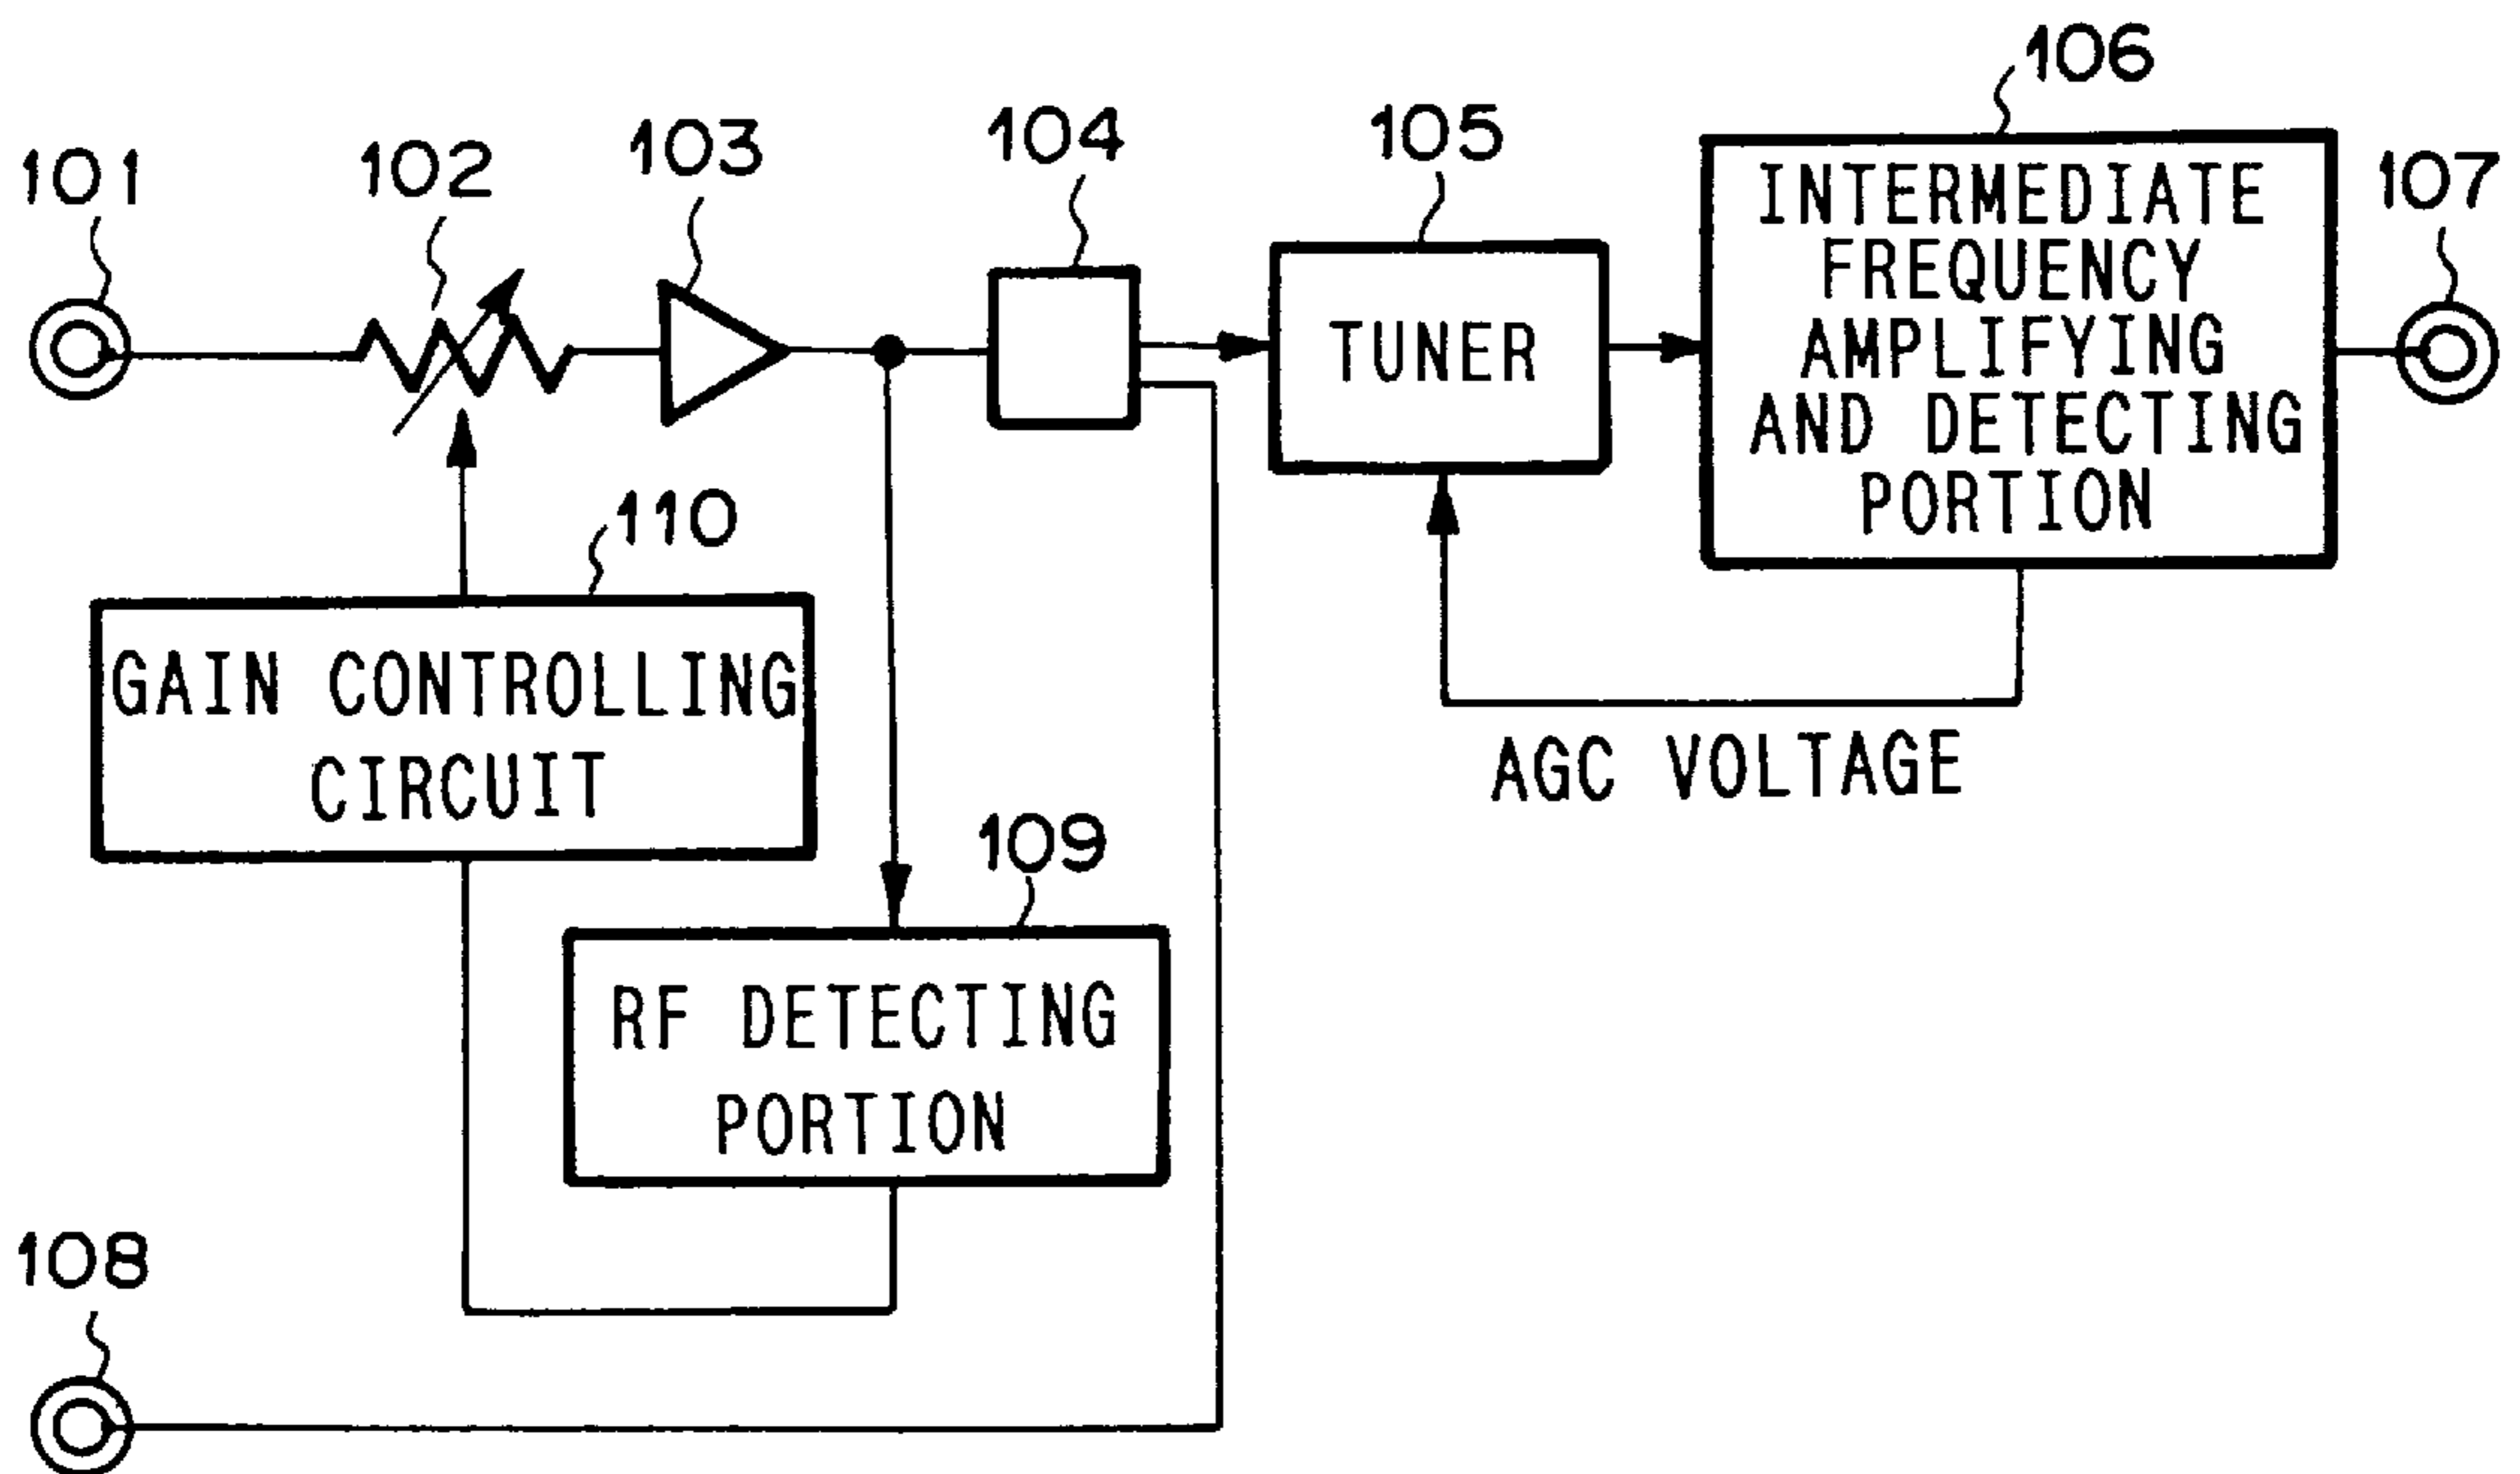 101
102
103
104
105
106
107
TUNER
INTERMEDIATE
FREQUENCY
AMPLIFYING
AND DETECTING
PORTION
110
GAIN CONTROLLING
CIRCUIT
AGC VOLTAGE
109
RF DETECTING
PORTION
108